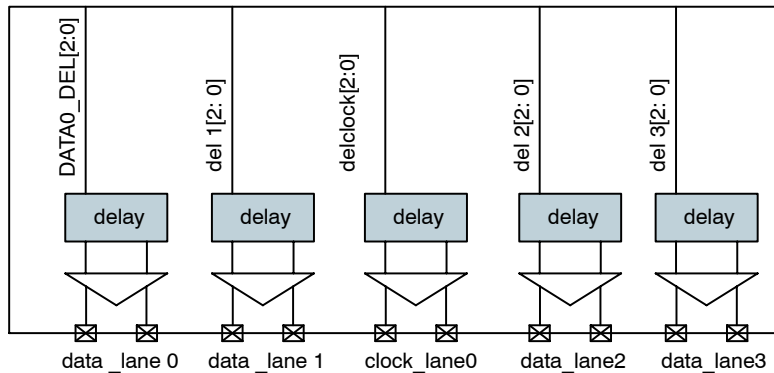 DATA0_DEL[2:0]
del 1[2: 0]
delclock[2:0]
del 2[2: 0]
del 3[2: 0]
delay
delay
delay
delay
delay
data _lane 0
data _lane 1
clock_lane0
data_lane2
data_lane3